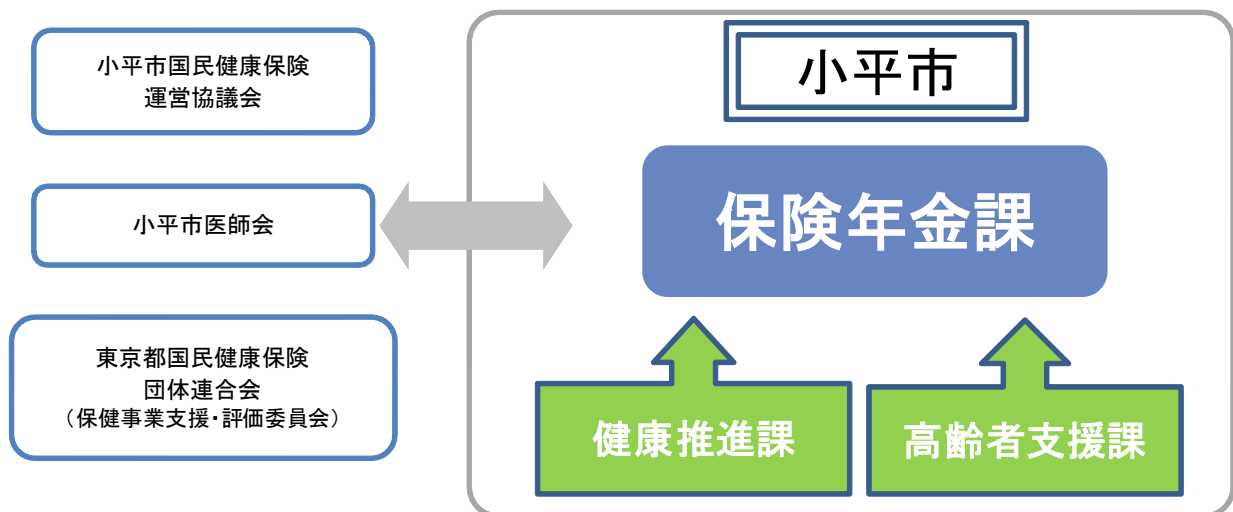 小平市国民健康保険
運営協議会
小平市医師会
東京都国民健康保険
団体連合会
（保健事業支援・評価委員会）
小平市
保険年金課
健康推進課
高齢者支援課